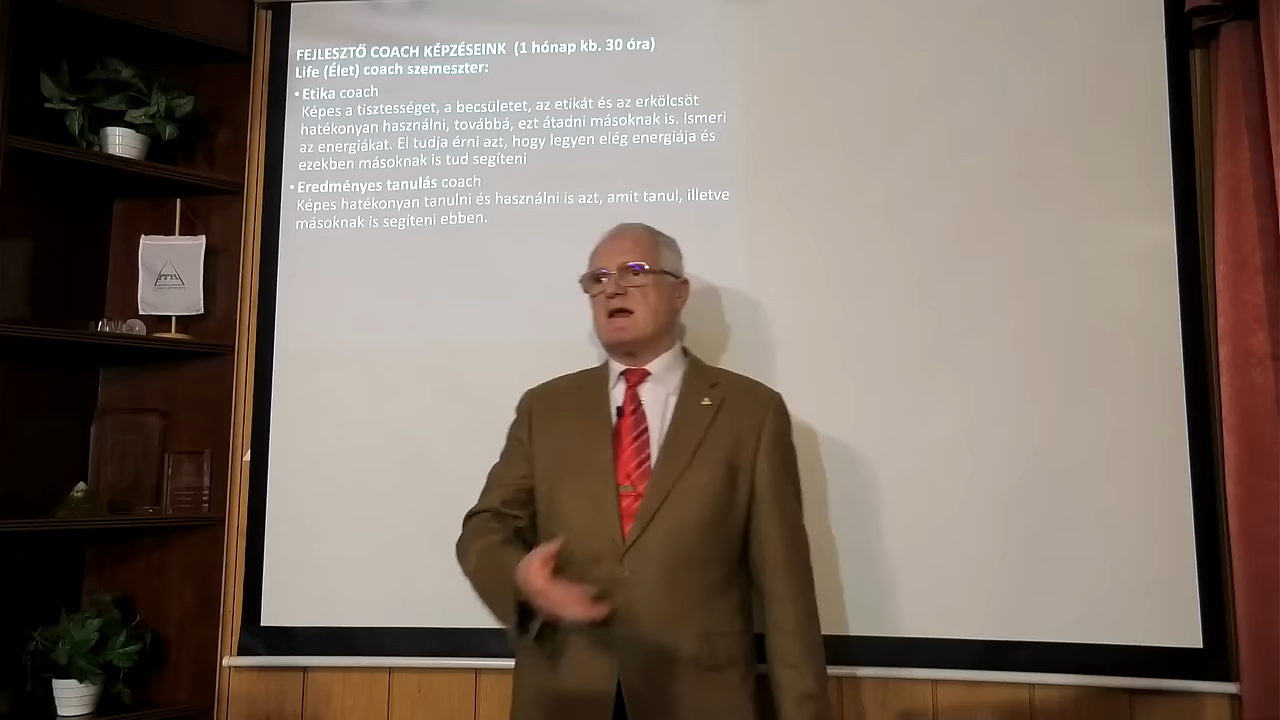 FEJLESZTŐ COACH KÉPZÉSEINK (1 hónap kb. 30 óra)
Life (Élet) coach szemeszter:
• Etika coach
Képes a tisztességet, a becsületet, az etikát és az erkölcsöt
hatékonyan használni, továbbá, ezt átadni másoknak is. Ismeri
az energiákat. El tudja érni azt, hogy legyen elég energiája és
ezekben másoknak is tud segíteni
• Eredményes tanulás coach
Képes hatékonyan tanulni és használni is azt, amit tanul, illetve
másoknak is segíteni ebben.